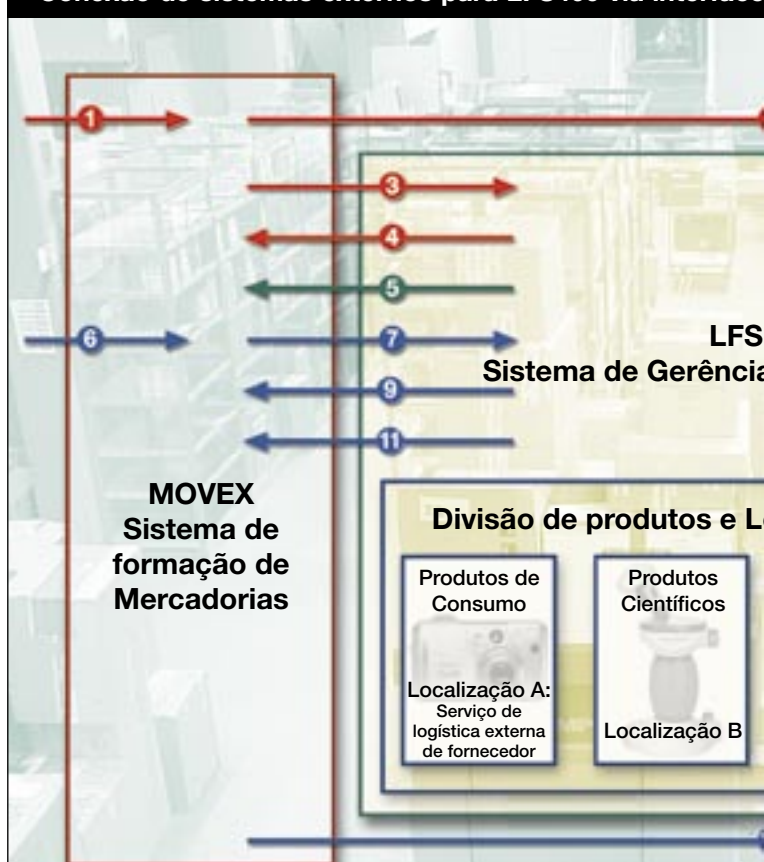 1
3
4
5
6
7
9
11
LFS
Sistema de
MOVEX
Sistema de
formação de
Mercadorias
Divisão de produtos e
Produtos de
Consumo
Localização A:
Serviço de
logística externa
de fornecedor
Produtos
Científicos
Localização B